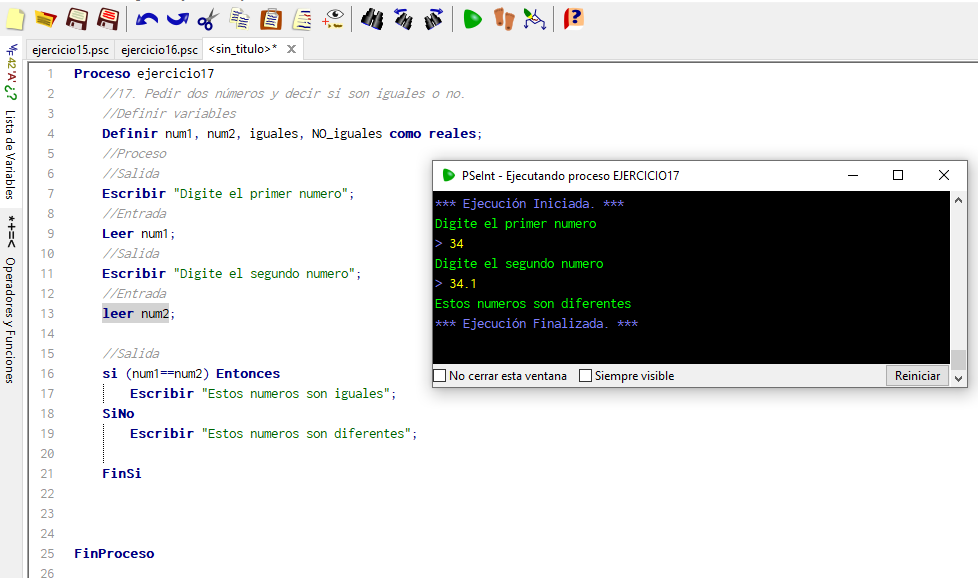 ejercicio15.psc ejercicio16.psc <sin_titulo>* X
Lista de Variables
*+=< Operadores y Funciones
1 Proceso ejercicio17
2 //17. Pedir dos números y decir si son iguales o no.
3 //Definir variables
4 Definir num1, num2, iguales, NO_iguales como reales;
5 //Proceso
6 //Salida
7 Escribir "Digite el primer numero";
8 //Entrada
9 Leer num1;
10 //Salida
11 Escribir "Digite el segundo numero";
12 //Entrada
13 leer num2;
14
15 //Salida
16 si (num1==num2) Entonces
17 Escribir "Estos numeros son iguales";
18 SiNo
19 Escribir "Estos numeros son diferentes";
20
21 FinSi
22
23
24
25 FinProceso
26
PSeInt - Ejecutando proceso EJERCICIO17
*** Ejecución Iniciada. ***
Digite el primer numero
> 34
Digite el segundo numero
> 34.1
Estos numeros son diferentes
*** Ejecución Finalizada. ***
No cerrar esta ventana Siempre visible Reiniciar